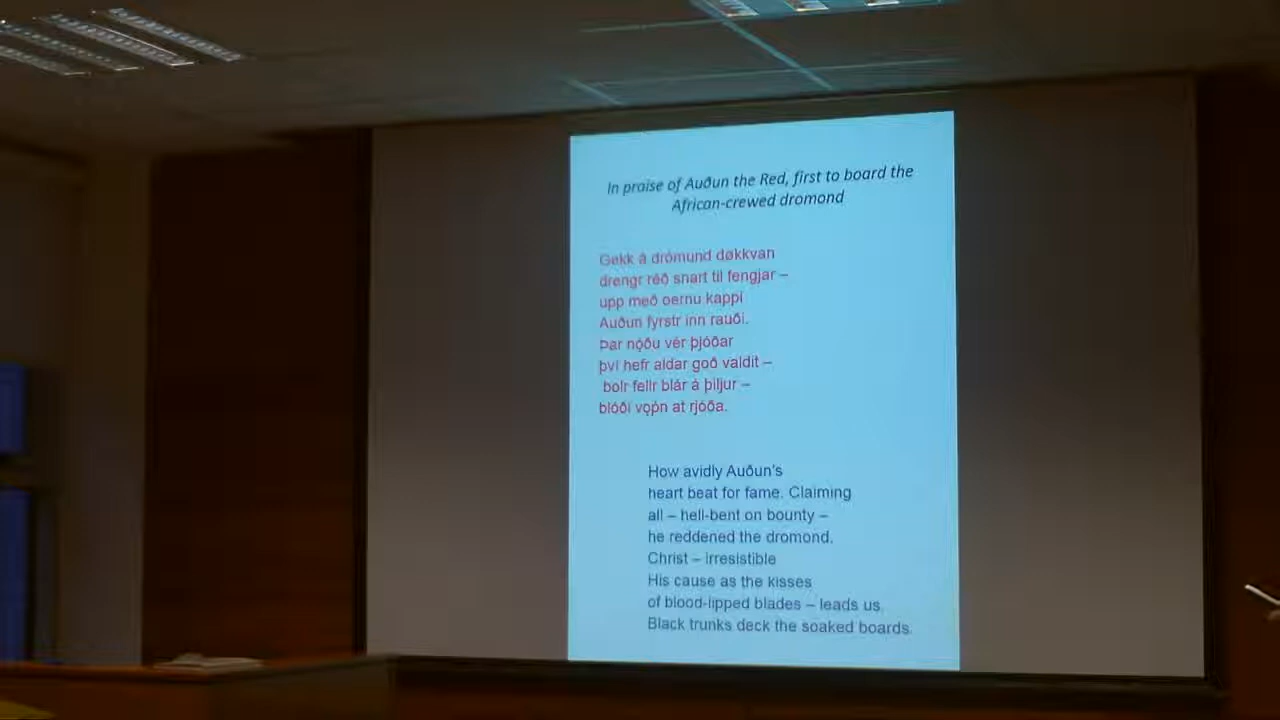 In praise of Auðun the Red, first to board the
African-crewed dromond
Gekk á drómund døkkvan
drengr réð snart til fengjar –
upp með oernu kappi
Auðun fyrstr inn rauði.
Þar nǫ́ðu vér þjóðar
því hefr aldar goð valdit –
bolr fellr blár á þiljur –
blóði vǫ́pn at rjóða.
How avidly Auðun's
heart beat for fame. Claiming
all – hell-bent on bounty –
he reddened the dromond.
Christ – irresistible
His cause as the kisses
of blood-lipped blades – leads us.
Black trunks deck the soaked boards.